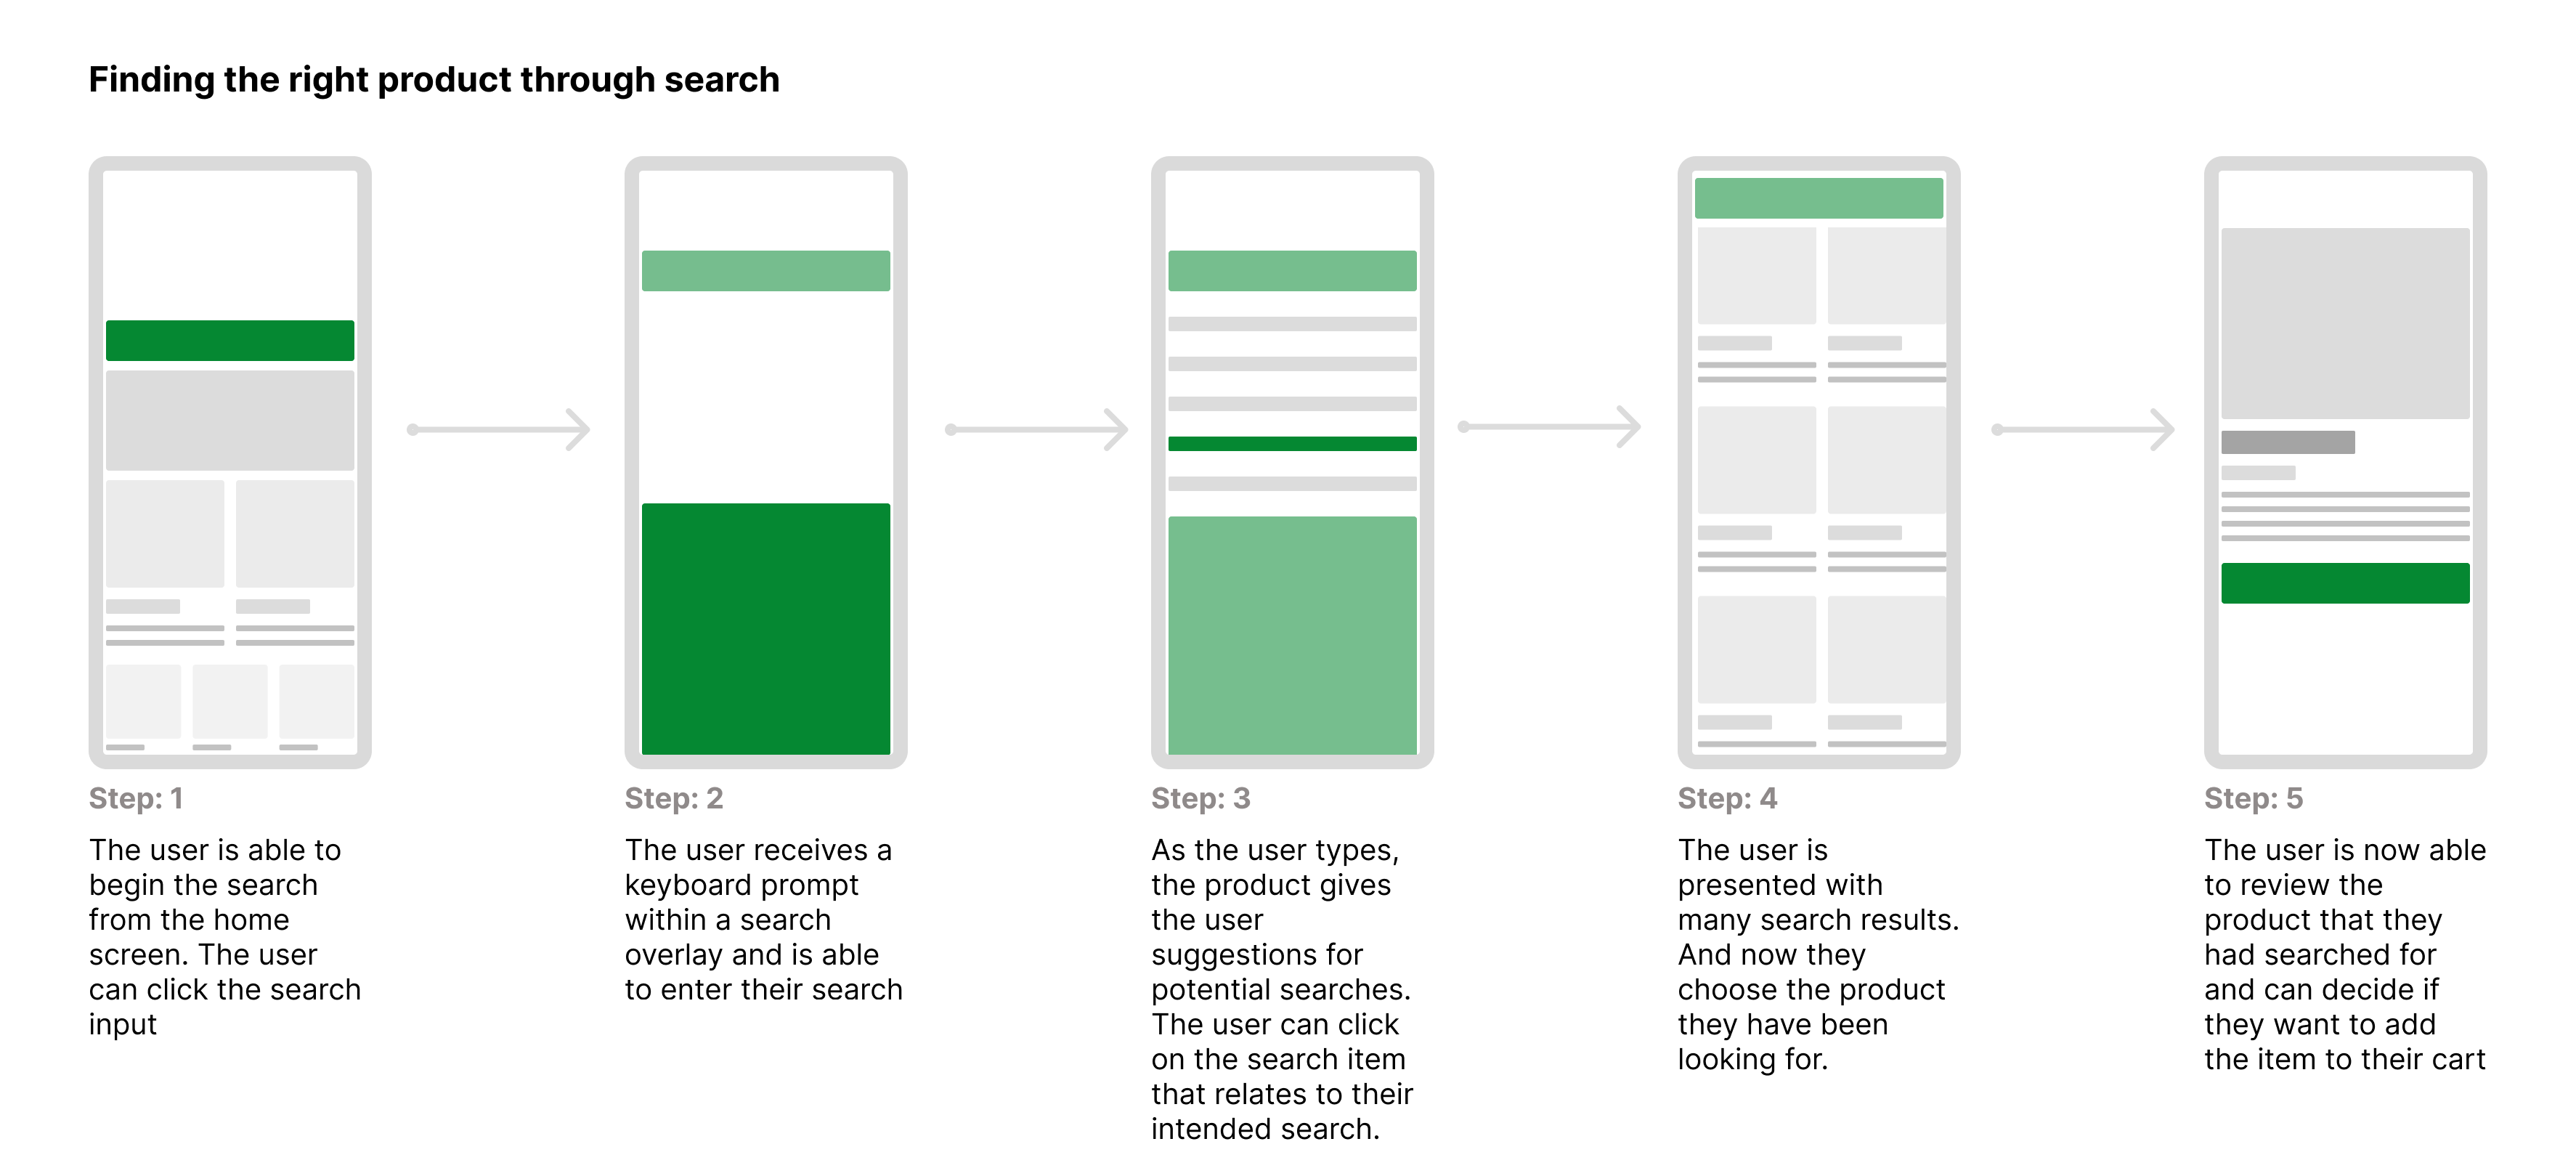 Finding the right product through search
Step: 1
The user is able to
begin the search
from the home
screen. The user
can click the search
input
Step: 2
The user receives a
keyboard prompt
within a search
overlay and is able
to enter their search
Step: 3
As the user types,
the product gives
the user
suggestions for
potential searches.
The user can click
on the search item
that relates to their
intended search.
Step: 4
The user is
presented with
many search results.
And now they
choose the product
they have been
looking for.
Step: 5
The user is now able
to review the
product that they
had searched for
and can decide if
they want to add
the item to their cart